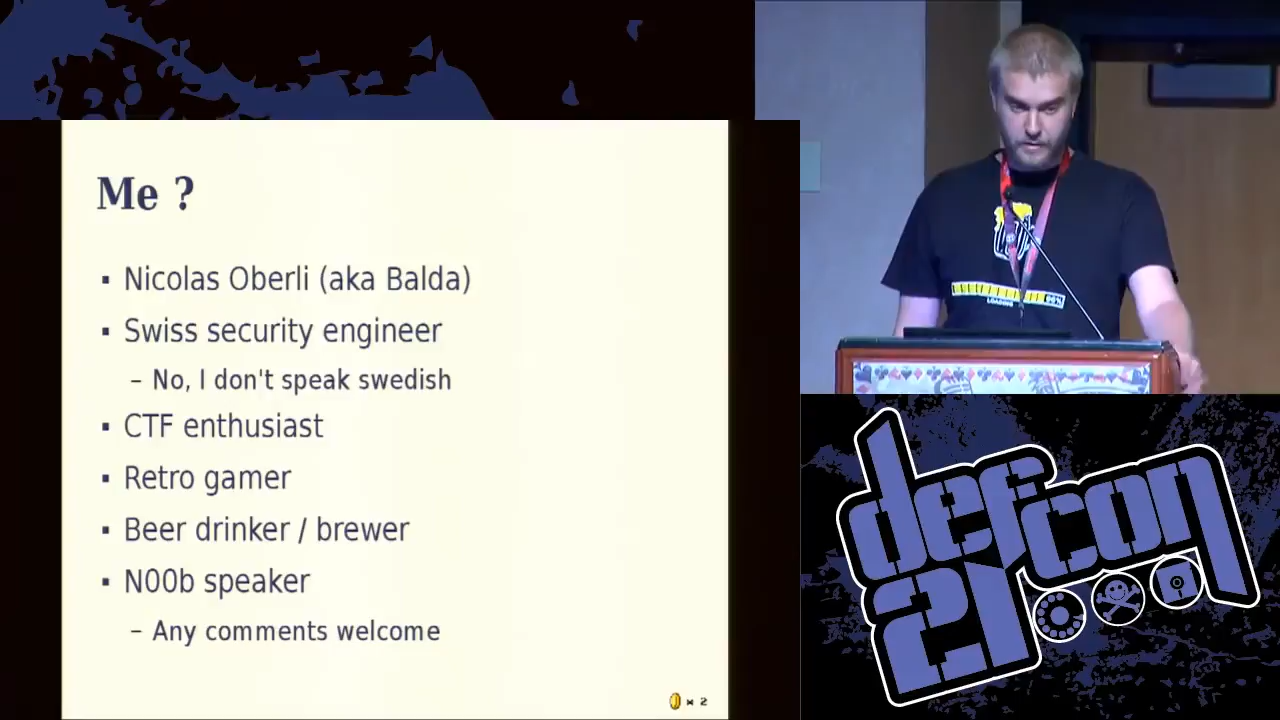 Me ?
▪ Nicolas Oberli (aka Balda)
▪ Swiss security engineer
– No, I don't speak swedish
▪ CTF enthusiast
▪ Retro gamer
▪ Beer drinker / brewer
▪ N00b speaker
– Any comments welcome
× 2
LOADING
defcon
21